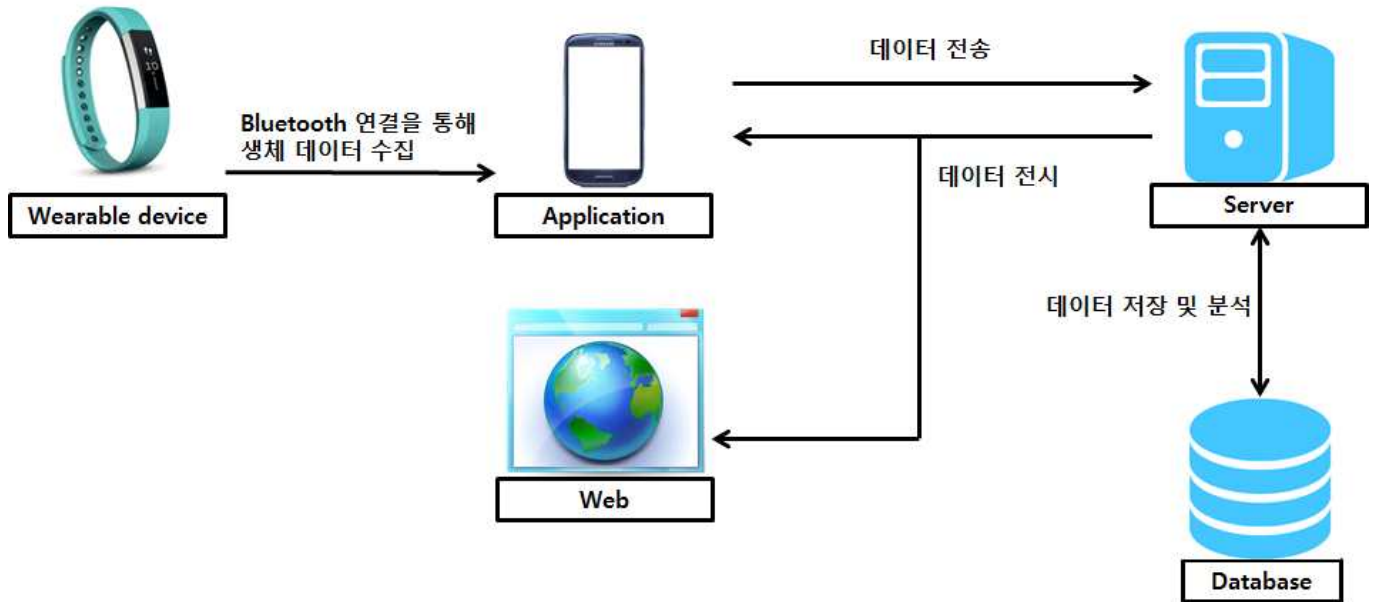 데이터 전송
Bluetooth 연결을 통해
생체 데이터 수집
데이터 전시
Wearable device
Application
Server
데이터 저장 및 분석
Web
Database